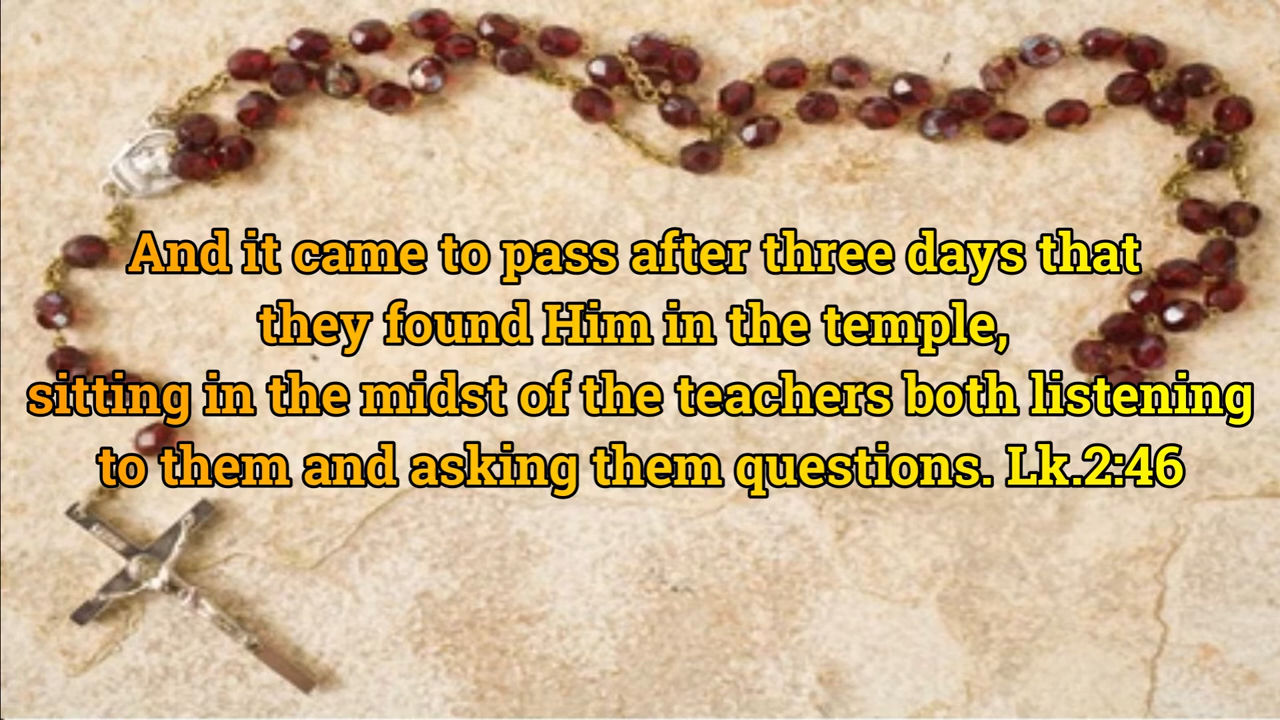 And it came to pass after three days that
they found Him in the temple,
sitting in the midst of the teachers both listening
to them and asking them questions. Lk.2:46